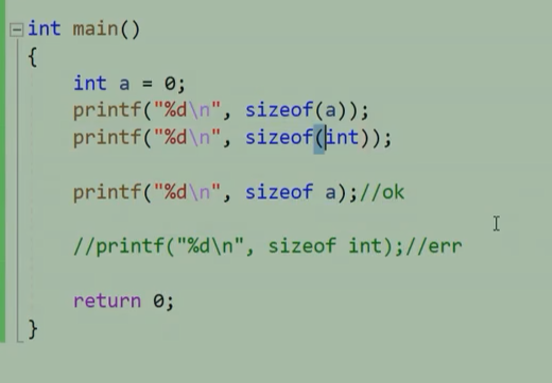 int main()
{
int a = 0;
printf("%d\n", sizeof(a));
printf("%d\n", sizeof(int));
printf("%d\n", sizeof a);//ok
//printf("%d\n", sizeof int);//err
return 0;
}